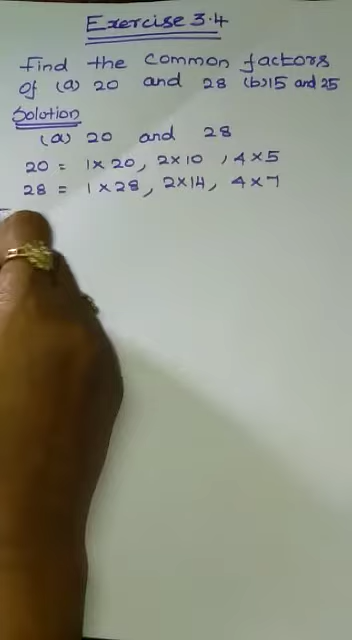 Exercise 3.4
Find the common factors
of (a) 20 and 28 (b) 15 and 25
Solution
(a) 20 and 28
20 = 1 × 20, 2 × 10, 4 × 5
28 = 1 × 28, 2 × 14, 4 × 7